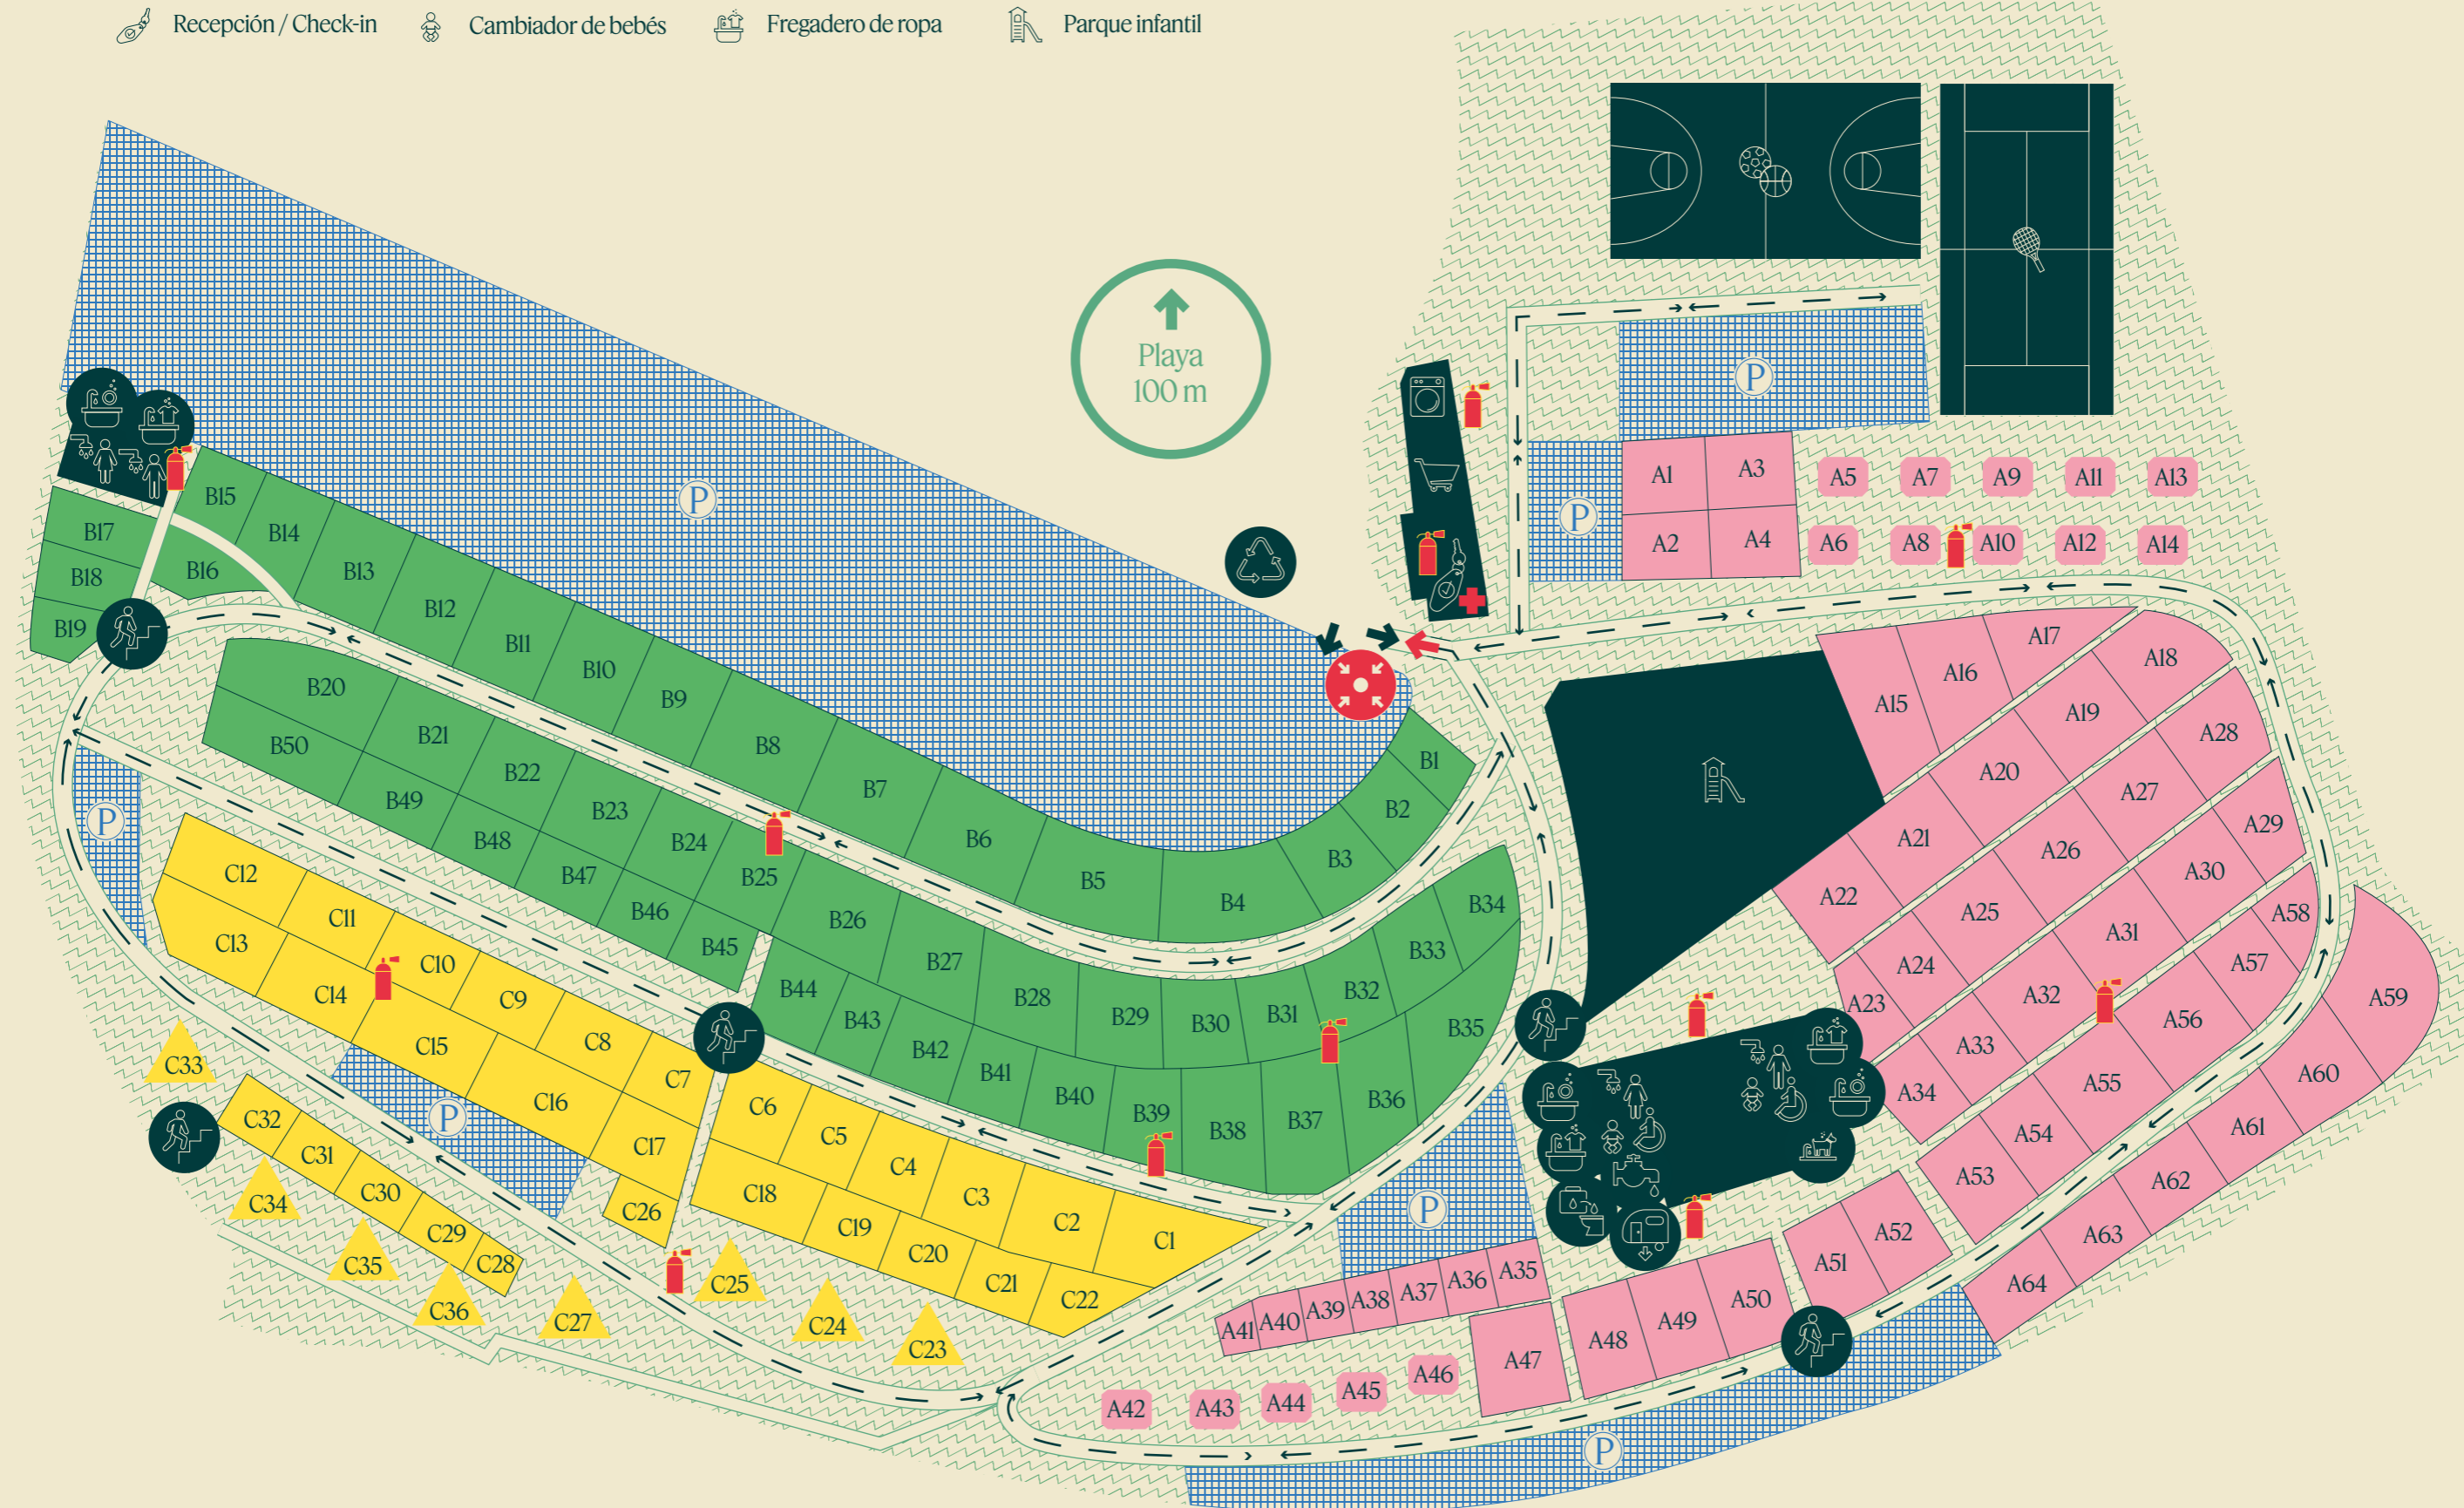 Recepción / Check-in
Cambiador de bebés
Fregadero de ropa
Parque infantil
Playa
100 m
P
P
P
P
P
P
P
A1
A3
A5
A7
A9
A11
A13
A2
A4
A6
A8
A10
A12
A14
A15
A16
A17
A18
A19
A20
A21
A22
A23
A24
A25
A26
A27
A28
A29
A30
A31
A32
A33
A34
A35
A36
A37
A38
A39
A40
A41
A42
A43
A44
A45
A46
A47
A48
A49
A50
A51
A52
A53
A54
A55
A56
A57
A58
A59
A60
A61
A62
A63
A64
B1
B2
B3
B4
B5
B6
B7
B8
B9
B10
B11
B12
B13
B14
B15
B16
B17
B18
B19
B20
B21
B22
B23
B24
B25
B26
B27
B28
B29
B30
B31
B32
B33
B34
B35
B36
B37
B38
B39
B40
B41
B42
B43
B44
B45
B46
B47
B48
B49
B50
C1
C2
C3
C4
C5
C6
C7
C8
C9
C10
C11
C12
C13
C14
C15
C16
C17
C18
C19
C20
C21
C22
C23
C24
C25
C26
C27
C28
C29
C30
C31
C32
C33
C34
C35
C36